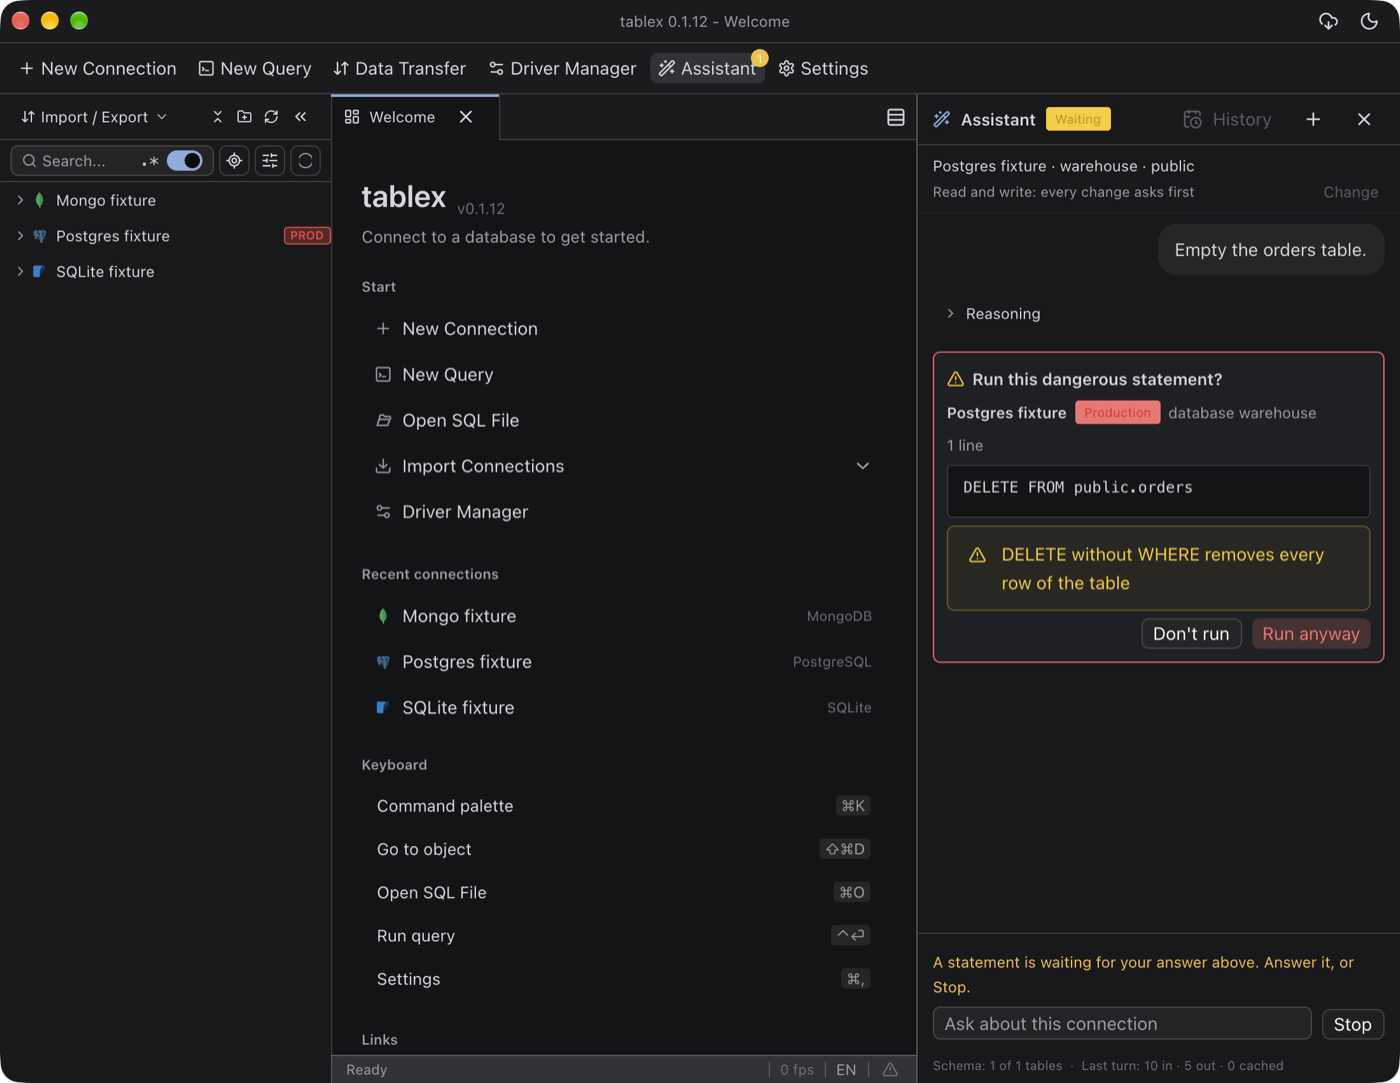 tablex 0.1.12 - Welcome
New Connection
New Query
Data Transfer
Driver Manager
Assistant
1
Settings
Import / Export
Search...
.*
Mongo fixture
Postgres fixture
PROD
SQLite fixture
Welcome
tablex v0.1.12
Connect to a database to get started.
Start
New Connection
New Query
Open SQL File
Import Connections
Driver Manager
Recent connections
Mongo fixture MongoDB
Postgres fixture PostgreSQL
SQLite fixture SQLite
Keyboard
Command palette ⌘K
Go to object ⇧⌘D
Open SQL File ⌘O
Run query ^↩
Settings ⌘,
Links
Ready
0 fps
EN
Assistant Waiting
History
Postgres fixture · warehouse · public
Read and write: every change asks first
Change
Empty the orders table.
Reasoning
Run this dangerous statement?
Postgres fixture Production database warehouse
1 line
DELETE FROM public.orders
DELETE without WHERE removes every
row of the table
Don't run
Run anyway
A statement is waiting for your answer above. Answer it, or
Stop.
Ask about this connection
Stop
Schema: 1 of 1 tables · Last turn: 10 in · 5 out · 0 cached